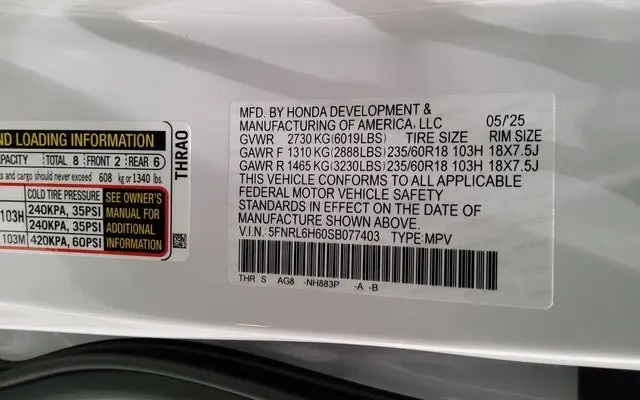 ND LOADING INFORMATION
TOTAL 8 FRONT 2 REAR 6
ts and cargo should never exceed 608 kg or 1340 lbs.
COLD TIRE PRESSURE SEE OWNER'S MANUAL FOR ADDITIONAL INFORMATION
103H 240KPA, 35PSI
240KPA, 35PSI
103M 420KPA, 60PSI
THRA0
MFD. BY HONDA DEVELOPMENT &
MANUFACTURING OF AMERICA, LLC 05/'25
GVWR 2730 KG(6019LBS) TIRE SIZE RIM SIZE
GAWR F 1310 KG(2888LBS) 235/60R18 103H 18X7.5J
GAWR R 1465 KG(3230LBS) 235/60R18 103H 18X7.5J
THIS VEHICLE CONFORMS TO ALL APPLICABLE
FEDERAL MOTOR VEHICLE SAFETY
STANDARDS IN EFFECT ON THE DATE OF
MANUFACTURE SHOWN ABOVE.
V.I.N.: 5FNRL6H60SB077403 TYPE:MPV
THR S AG8 -NH883P -A -B